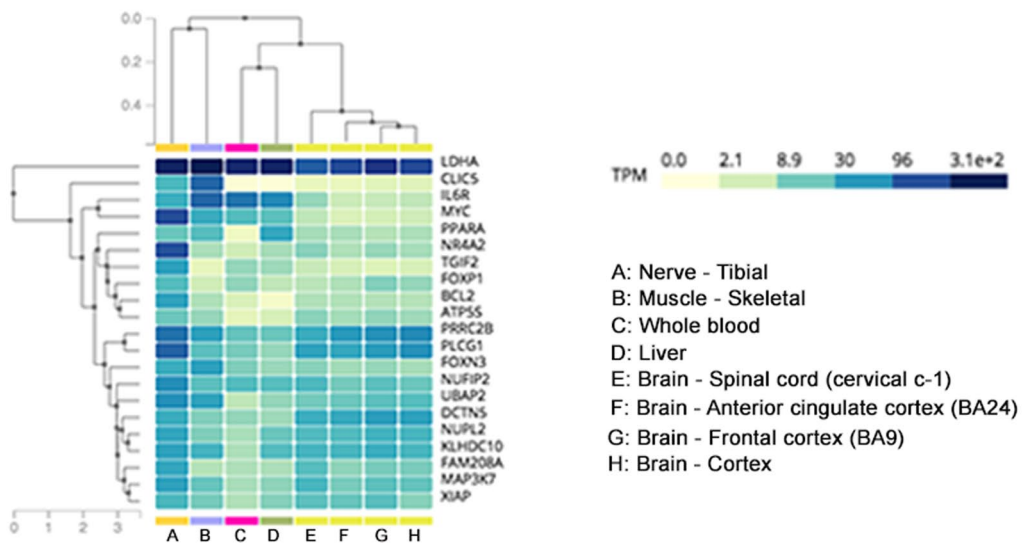 0.0
0.2
0.4
LDHA
CLIC5
IL6R
MYC
PPARA
NR4A2
TGIF2
FOXP1
BCL2
ATP5S
PRRC2B
PLCG1
FOXN3
NUFIP2
UBAP2
DCTN5
NUPL2
KLHDC10
FAM208A
MAP3K7
XIAP
0 1 2 3
A B C D E F G H
0.0 2.1 8.9 30 96 3.1e+2
TPM
A: Nerve - Tibial
B: Muscle - Skeletal
C: Whole blood
D: Liver
E: Brain - Spinal cord (cervical c-1)
F: Brain - Anterior cingulate cortex (BA24)
G: Brain - Frontal cortex (BA9)
H: Brain - Cortex